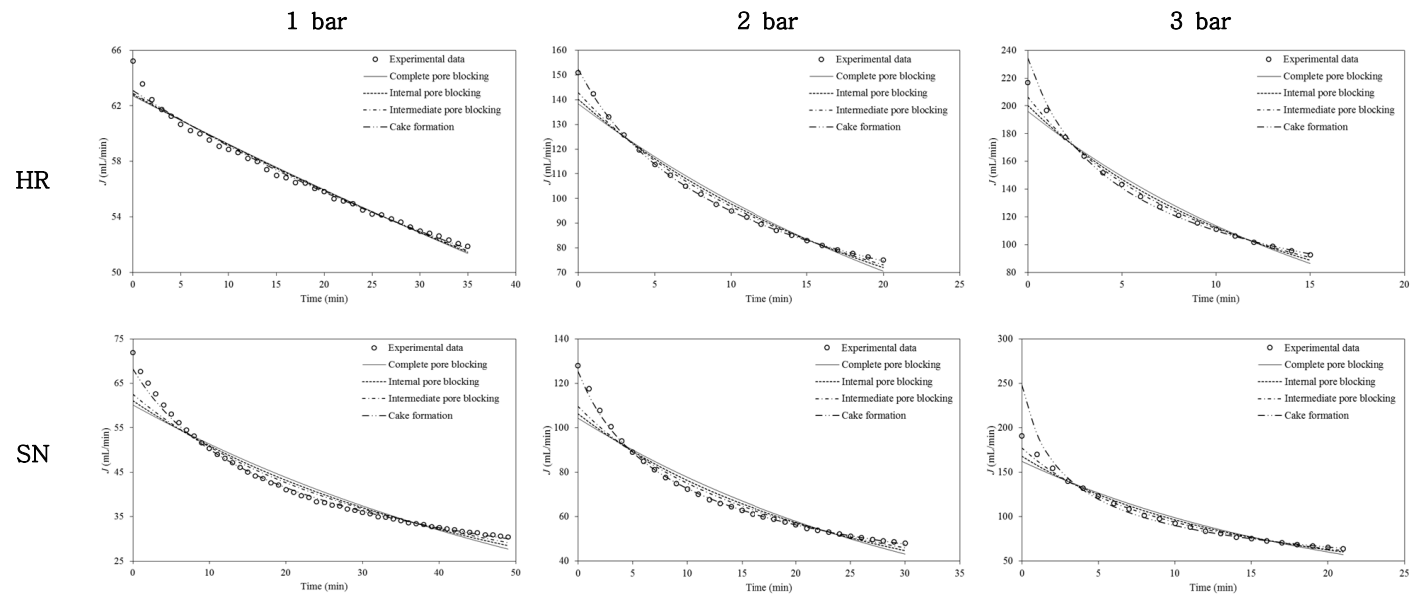 1 bar
2 bar
3 bar
HR
66
62
58
54
50
J (mL/min)
0 5 10 15 20 25 30 35 40
Time (min)
Experimental data
Complete pore blocking
Internal pore blocking
Intermediate pore blocking
Cake formation
160
150
140
130
120
110
100
90
80
70
J (mL/min)
0 5 10 15 20 25
Time (min)
Experimental data
Complete pore blocking
Internal pore blocking
Intermediate pore blocking
Cake formation
240
220
200
180
160
140
120
100
80
J (mL/min)
0 5 10 15 20
Time (min)
Experimental data
Complete pore blocking
Internal pore blocking
Intermediate pore blocking
Cake formation
SN
75
65
55
45
35
25
J (mL/min)
0 10 20 30 40 50
Time (min)
Experimental data
Complete pore blocking
Internal pore blocking
Intermediate pore blocking
Cake formation
140
120
100
80
60
40
J (mL/min)
0 5 10 15 20 25 30 35
Time (min)
Experimental data
Complete pore blocking
Internal pore blocking
Intermediate pore blocking
Cake formation
300
250
200
150
100
50
J (mL/min)
0 5 10 15 20 25
Time (min)
Experimental data
Complete pore blocking
Internal pore blocking
Intermediate pore blocking
Cake formation